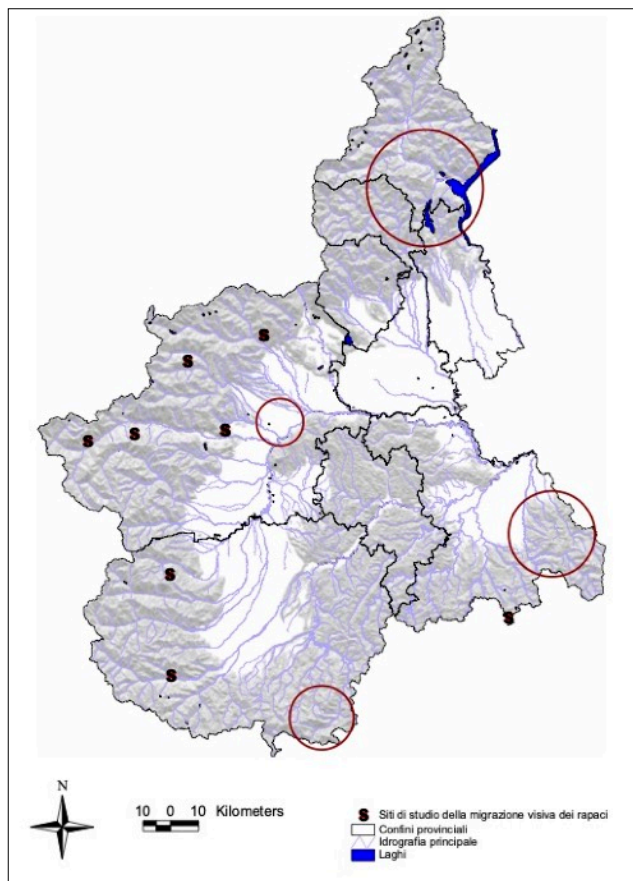 S
S
S
S
S
S
S
S
N
10 0 10 Kilometers
S Siti di studio della migrazione visiva dei rapaci
Confini provinciali
Idrografia principale
Laghi